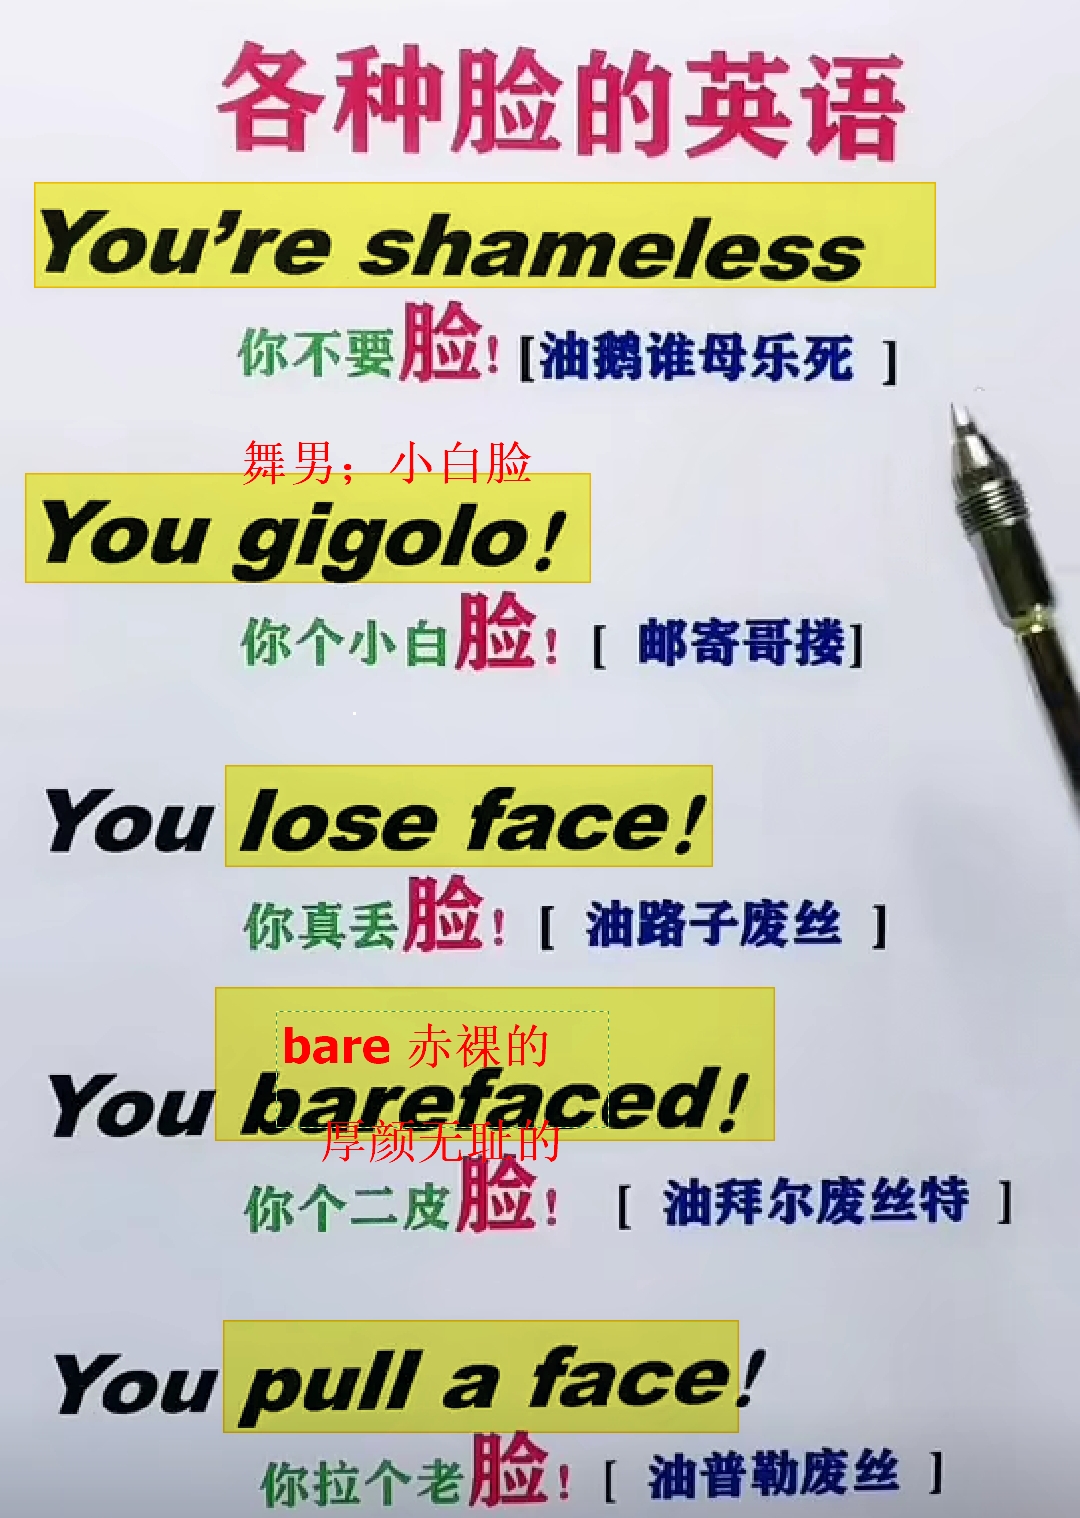 各种脸的英语
You're shameless
你不要脸! [油鹅谁母乐死 ]
舞男; 小白脸
You gigolo!
你个小白脸! [ 邮寄哥搂]
You lose face!
你真丢脸! [ 油路子废丝 ]
bare 赤裸的
You barefaced!
厚颜无耻的
你个二皮脸! [ 油拜尔废丝特 ]
You pull a face!
你拉个老脸! [ 油普勒废丝 ]